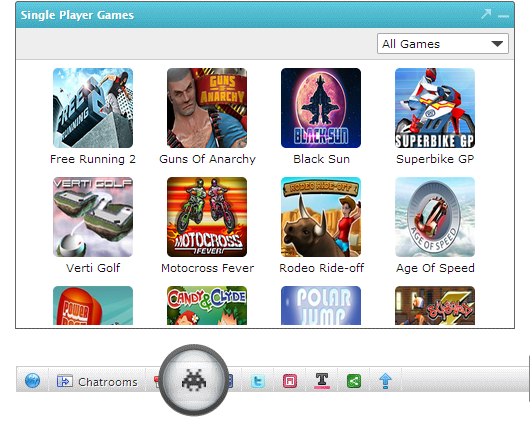 Single Player Games
All Games
FREE RUNNING 2
GUNS OF ANARCHY
BLACK SUN
SUPERBIKE GP
Free Running 2
Guns Of Anarchy
Black Sun
Superbike GP
VERTI GOLF
MOTOCROSS
FEVER!
RODEO RIDE-OFF
AGE OF SPEED
Verti Golf
Motocross Fever
Rodeo Ride-off
Age Of Speed
POWER
CANDY & CLYDE
POLAR
JUMP
Chatrooms
T